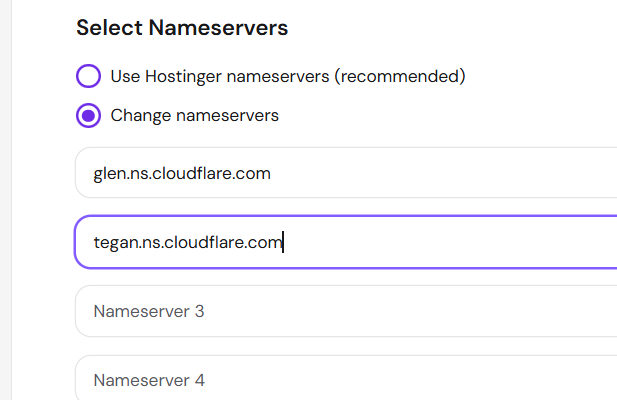 Select Nameservers
Use Hostinger nameservers (recommended)
Change nameservers
glen.ns.cloudflare.com
tegan.ns.cloudflare.com
Nameserver 3
Nameserver 4